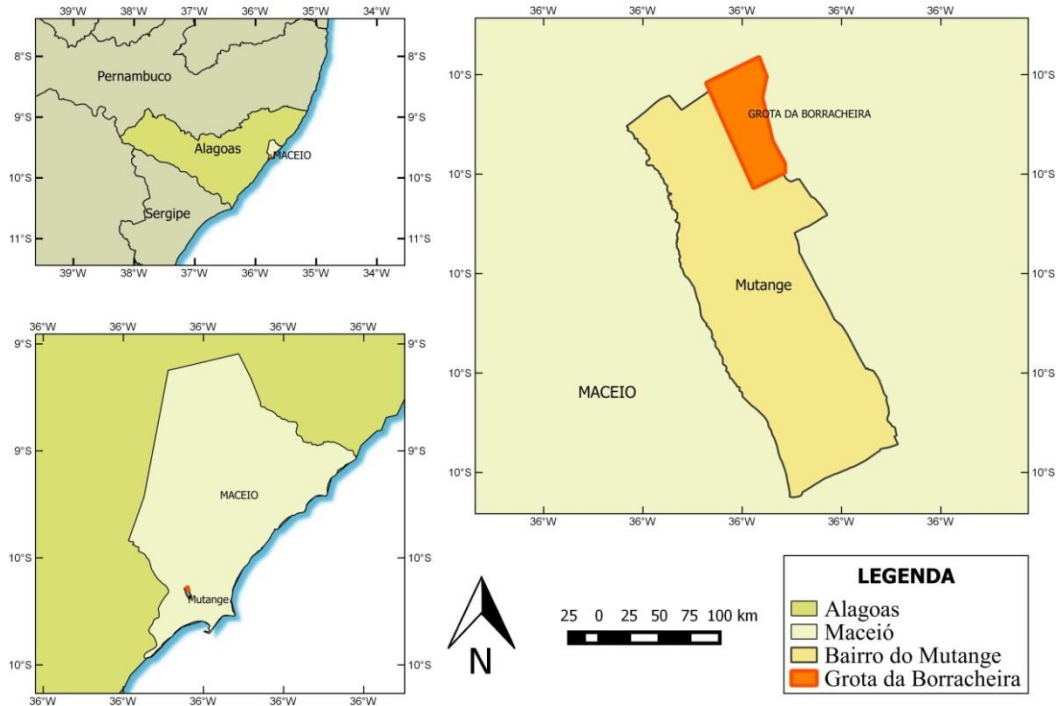 39°W 38°W 37°W 36°W 35°W 34°W
8°S 8°S
Pernambuco
9°S 9°S
Alagoas
MACEIO
10°S 10°S
Sergipe
11°S 11°S
39°W 38°W 37°W 36°W 35°W 34°W
36°W 36°W 36°W 36°W 36°W
9°S 9°S
9°S 9°S
MACEIO
10°S 10°S
Mutange
10°S 10°S
36°W 36°W 36°W 36°W 36°W
36°W 36°W 36°W 36°W 36°W
10°S 10°S
GROTA DA BORRACHEIRA
10°S 10°S
10°S 10°S
Mutange
10°S 10°S
MACEIO
10°S 10°S
36°W 36°W 36°W 36°W 36°W
N
25 0 25 50 75 100 km
LEGENDA
Alagoas
Maceió
Bairro do Mutange
Grota da Borracheira